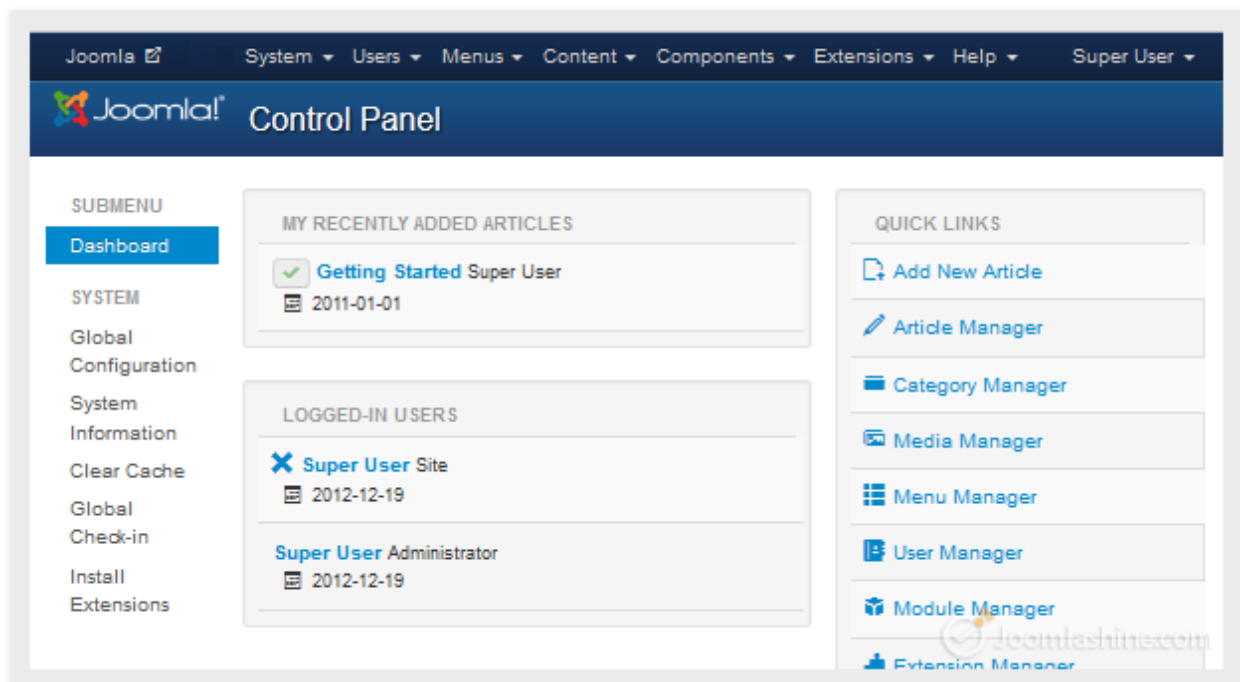 Joomla
System Users Menus Content Components Extensions Help Super User
Joomla!
Control Panel
SUBMENU
Dashboard
SYSTEM
Global
Configuration
System
Information
Clear Cache
Global
Check-in
Install
Extensions
MY RECENTLY ADDED ARTICLES
Getting Started Super User
2011-01-01
LOGGED-IN USERS
Super User Site
2012-12-19
Super User Administrator
2012-12-19
QUICK LINKS
Add New Article
Article Manager
Category Manager
Media Manager
Menu Manager
User Manager
Module Manager
Extension Manager
Joomlashine.com